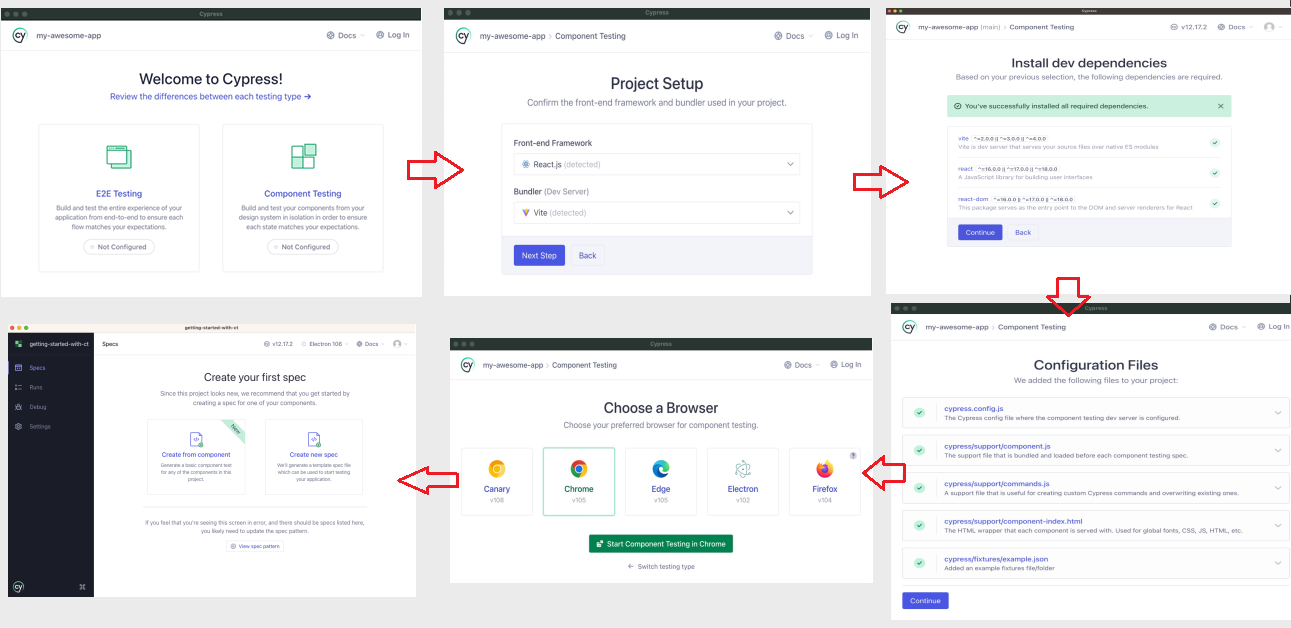 Cypress
cy my-awesome-app Docs Log In
Welcome to Cypress!
Review the differences between each testing type →
E2E Testing
Build and test the entire experience of your
application from end-to-end to ensure each
flow matches your expectations.
Not Configured
Component Testing
Build and test your components from your
design system in isolation in order to ensure
each state matches your expectations.
Not Configured
Cypress
cy my-awesome-app › Component Testing Docs Log In
Project Setup
Confirm the front-end framework and bundler used in your project.
Front-end Framework
React.js (detected)
Bundler (Dev Server)
Vite (detected)
Next Step Back
Cypress
cy my-awesome-app (main) › Component Testing v12.17.2 Docs
Install dev dependencies
Based on your previous selection, the following dependencies are required.
You've successfully installed all required dependencies.
vite ^=2.0.0 || ^=3.0.0 || ^=4.0.0
Vite is dev server that serves your source files over native ES modules
react ^=16.0.0 || ^=17.0.0 || ^=18.0.0
A JavaScript library for building user interfaces
react-dom ^=16.0.0 || ^=17.0.0 || ^=18.0.0
This package serves as the entry point to the DOM and server renderers for React
Continue Back
Cypress
cy my-awesome-app › Component Testing Docs Log In
Configuration Files
We added the following files to your project:
cypress.config.js
The Cypress config file where the component testing dev server is configured.
cypress/support/component.js
The support file that is bundled and loaded before each component testing spec.
cypress/support/commands.js
A support file that is useful for creating custom Cypress commands and overwriting existing ones.
cypress/support/component-index.html
The HTML wrapper that each component is served with. Used for global fonts, CSS, JS, HTML, etc.
cypress/fixtures/example.json
Added an example fixtures file/folder
Continue
Cypress
cy my-awesome-app › Component Testing Docs Log In
Choose a Browser
Choose your preferred browser for component testing.
Canary
v108
Chrome
v105
Edge
v105
Electron
v102
Firefox
v104
Start Component Testing in Chrome
← Switch testing type
getting-started-with-ct
getting-started-with-ct
Specs
Runs
Debug
Settings
cy
Specs v12.17.2 Electron 106 Docs
Create your first spec
Since this project looks new, we recommend that you get started by
creating a spec for one of your components.
New
Create from component
Generate a basic component test
for any of the components in this
project.
Create new spec
We'll generate a template spec file
which can be used to start testing
your application.
If you feel that you're seeing this screen in error, and there should be specs listed here,
you likely need to update the spec pattern.
View spec pattern